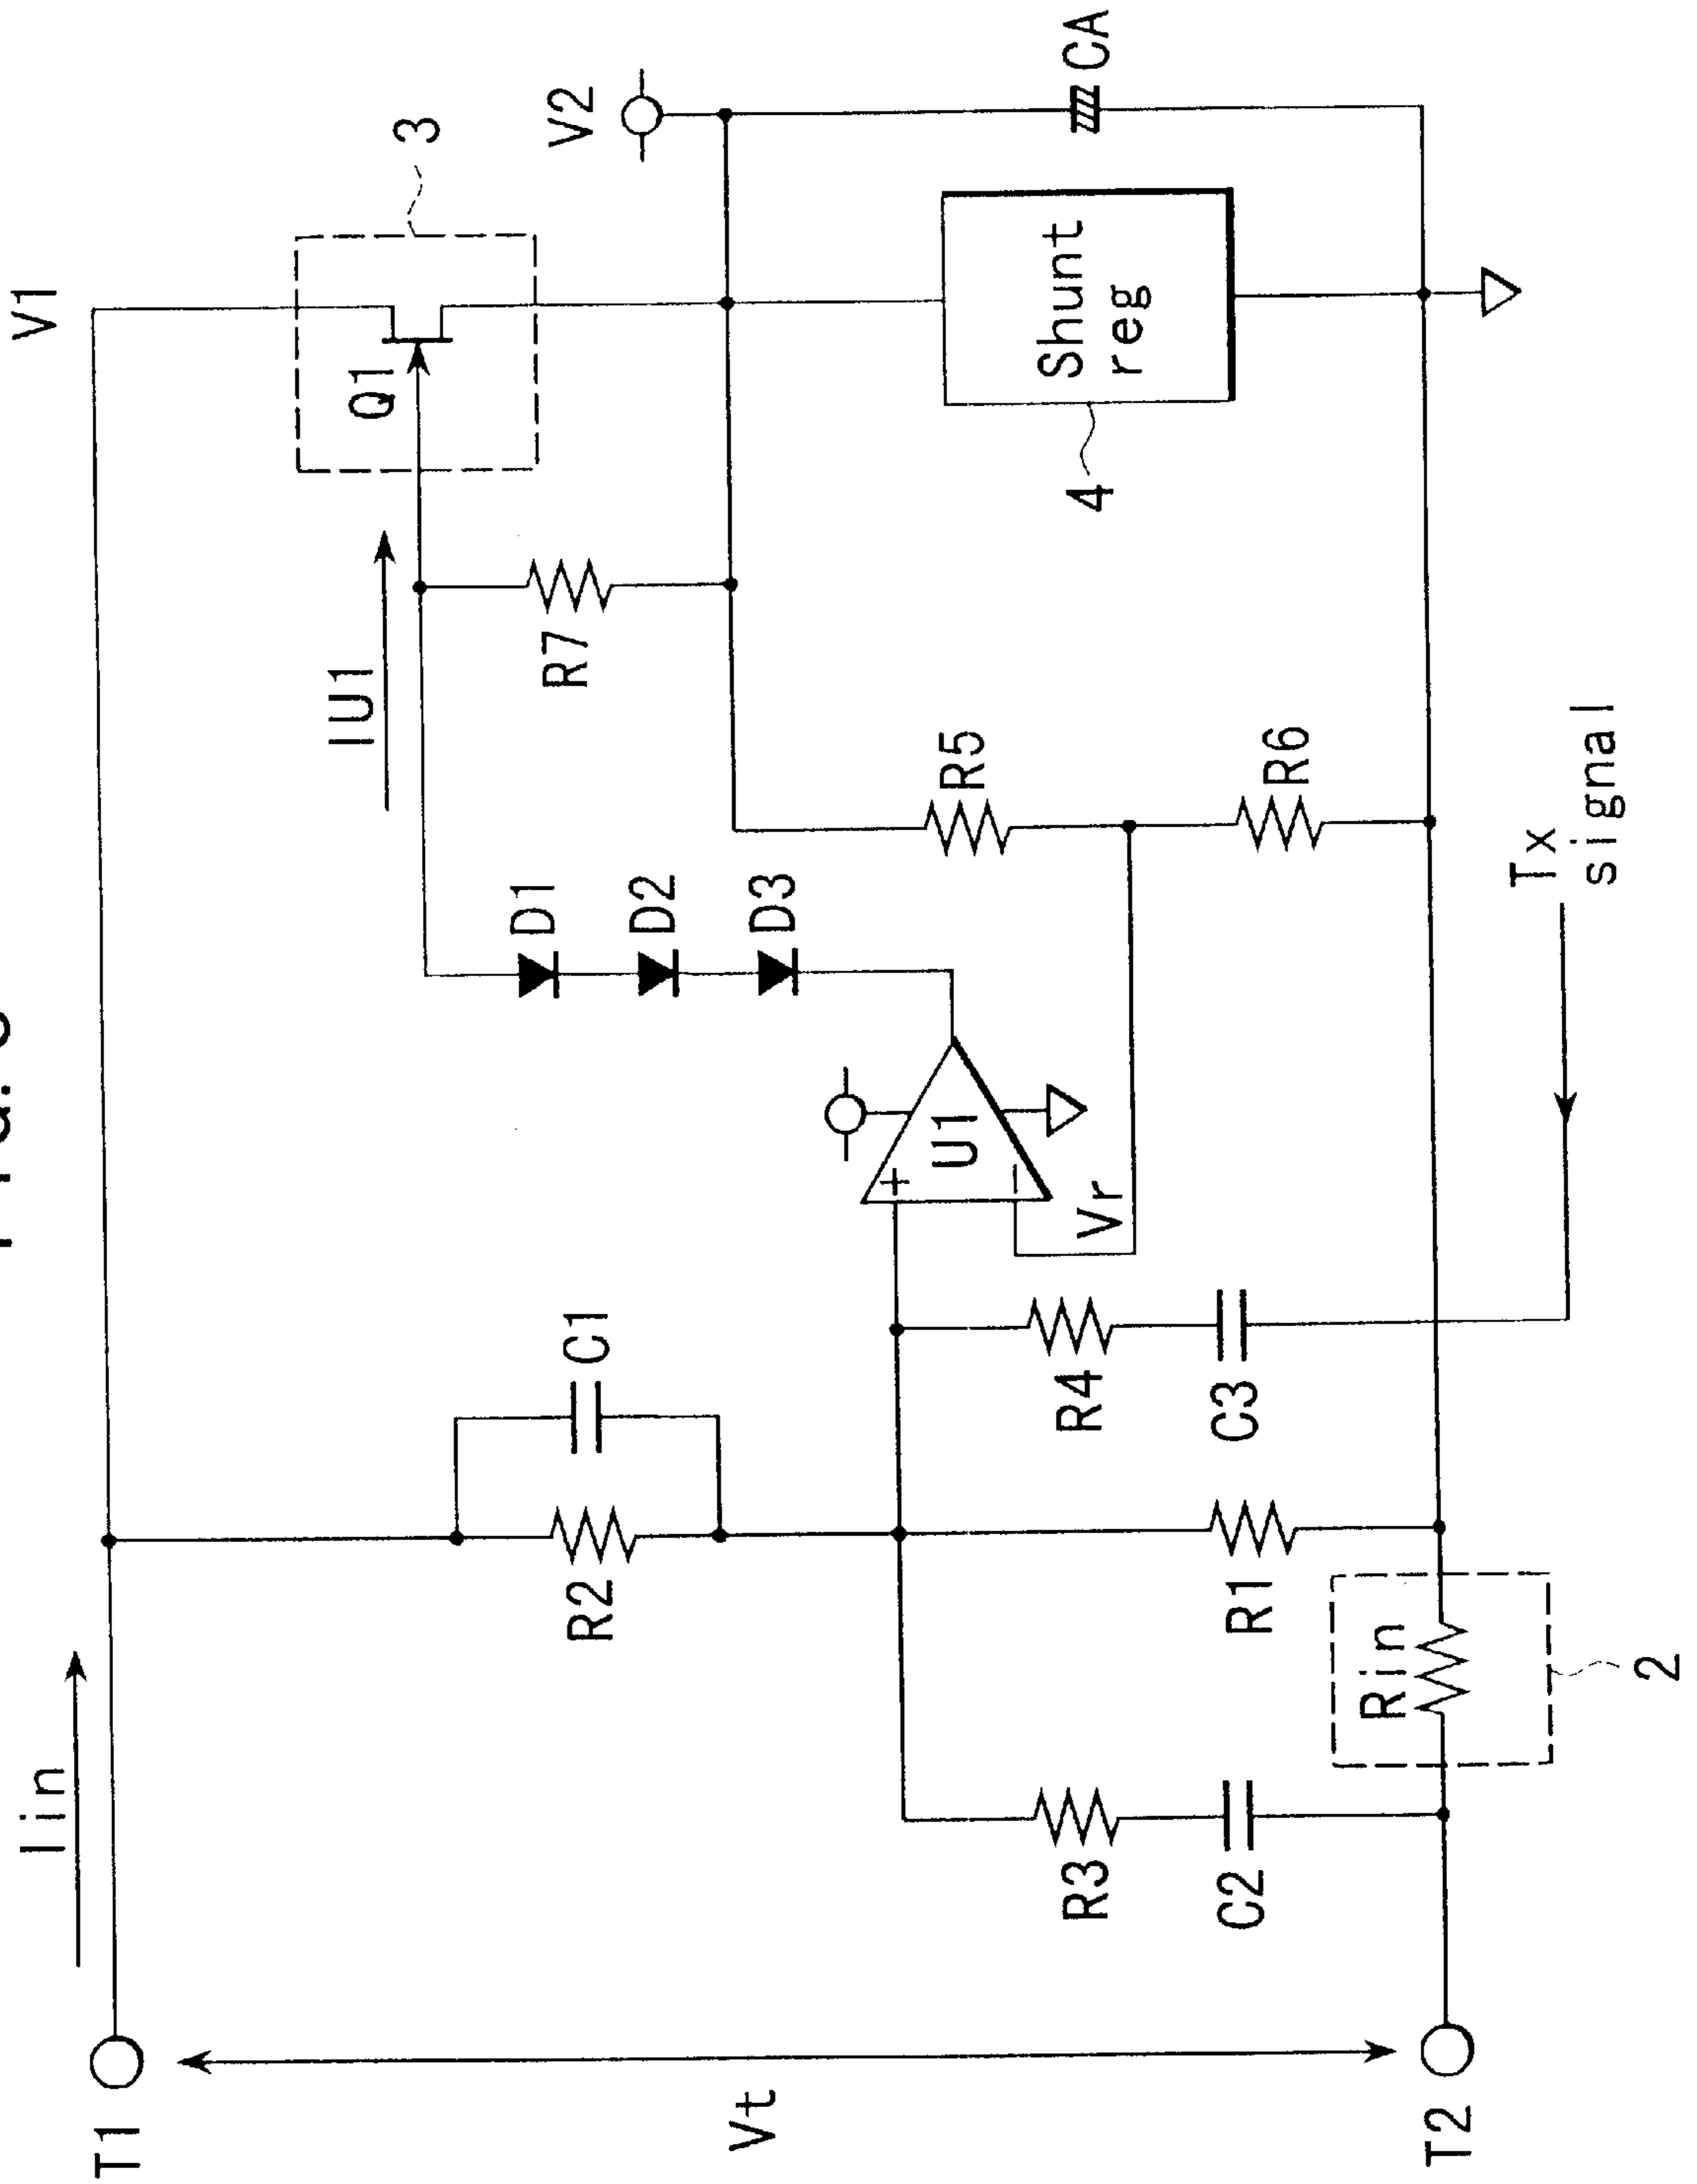 V1
3
Q1
V2
CA
Shunt
reg
4
IU1
R7
R5
R6
D1
D2
D3
U1
+
−
Vr
Tx
signal
C1
R2
R4
C3
R1
Rin
2
R3
C2
Iin
T1
Vt
T2